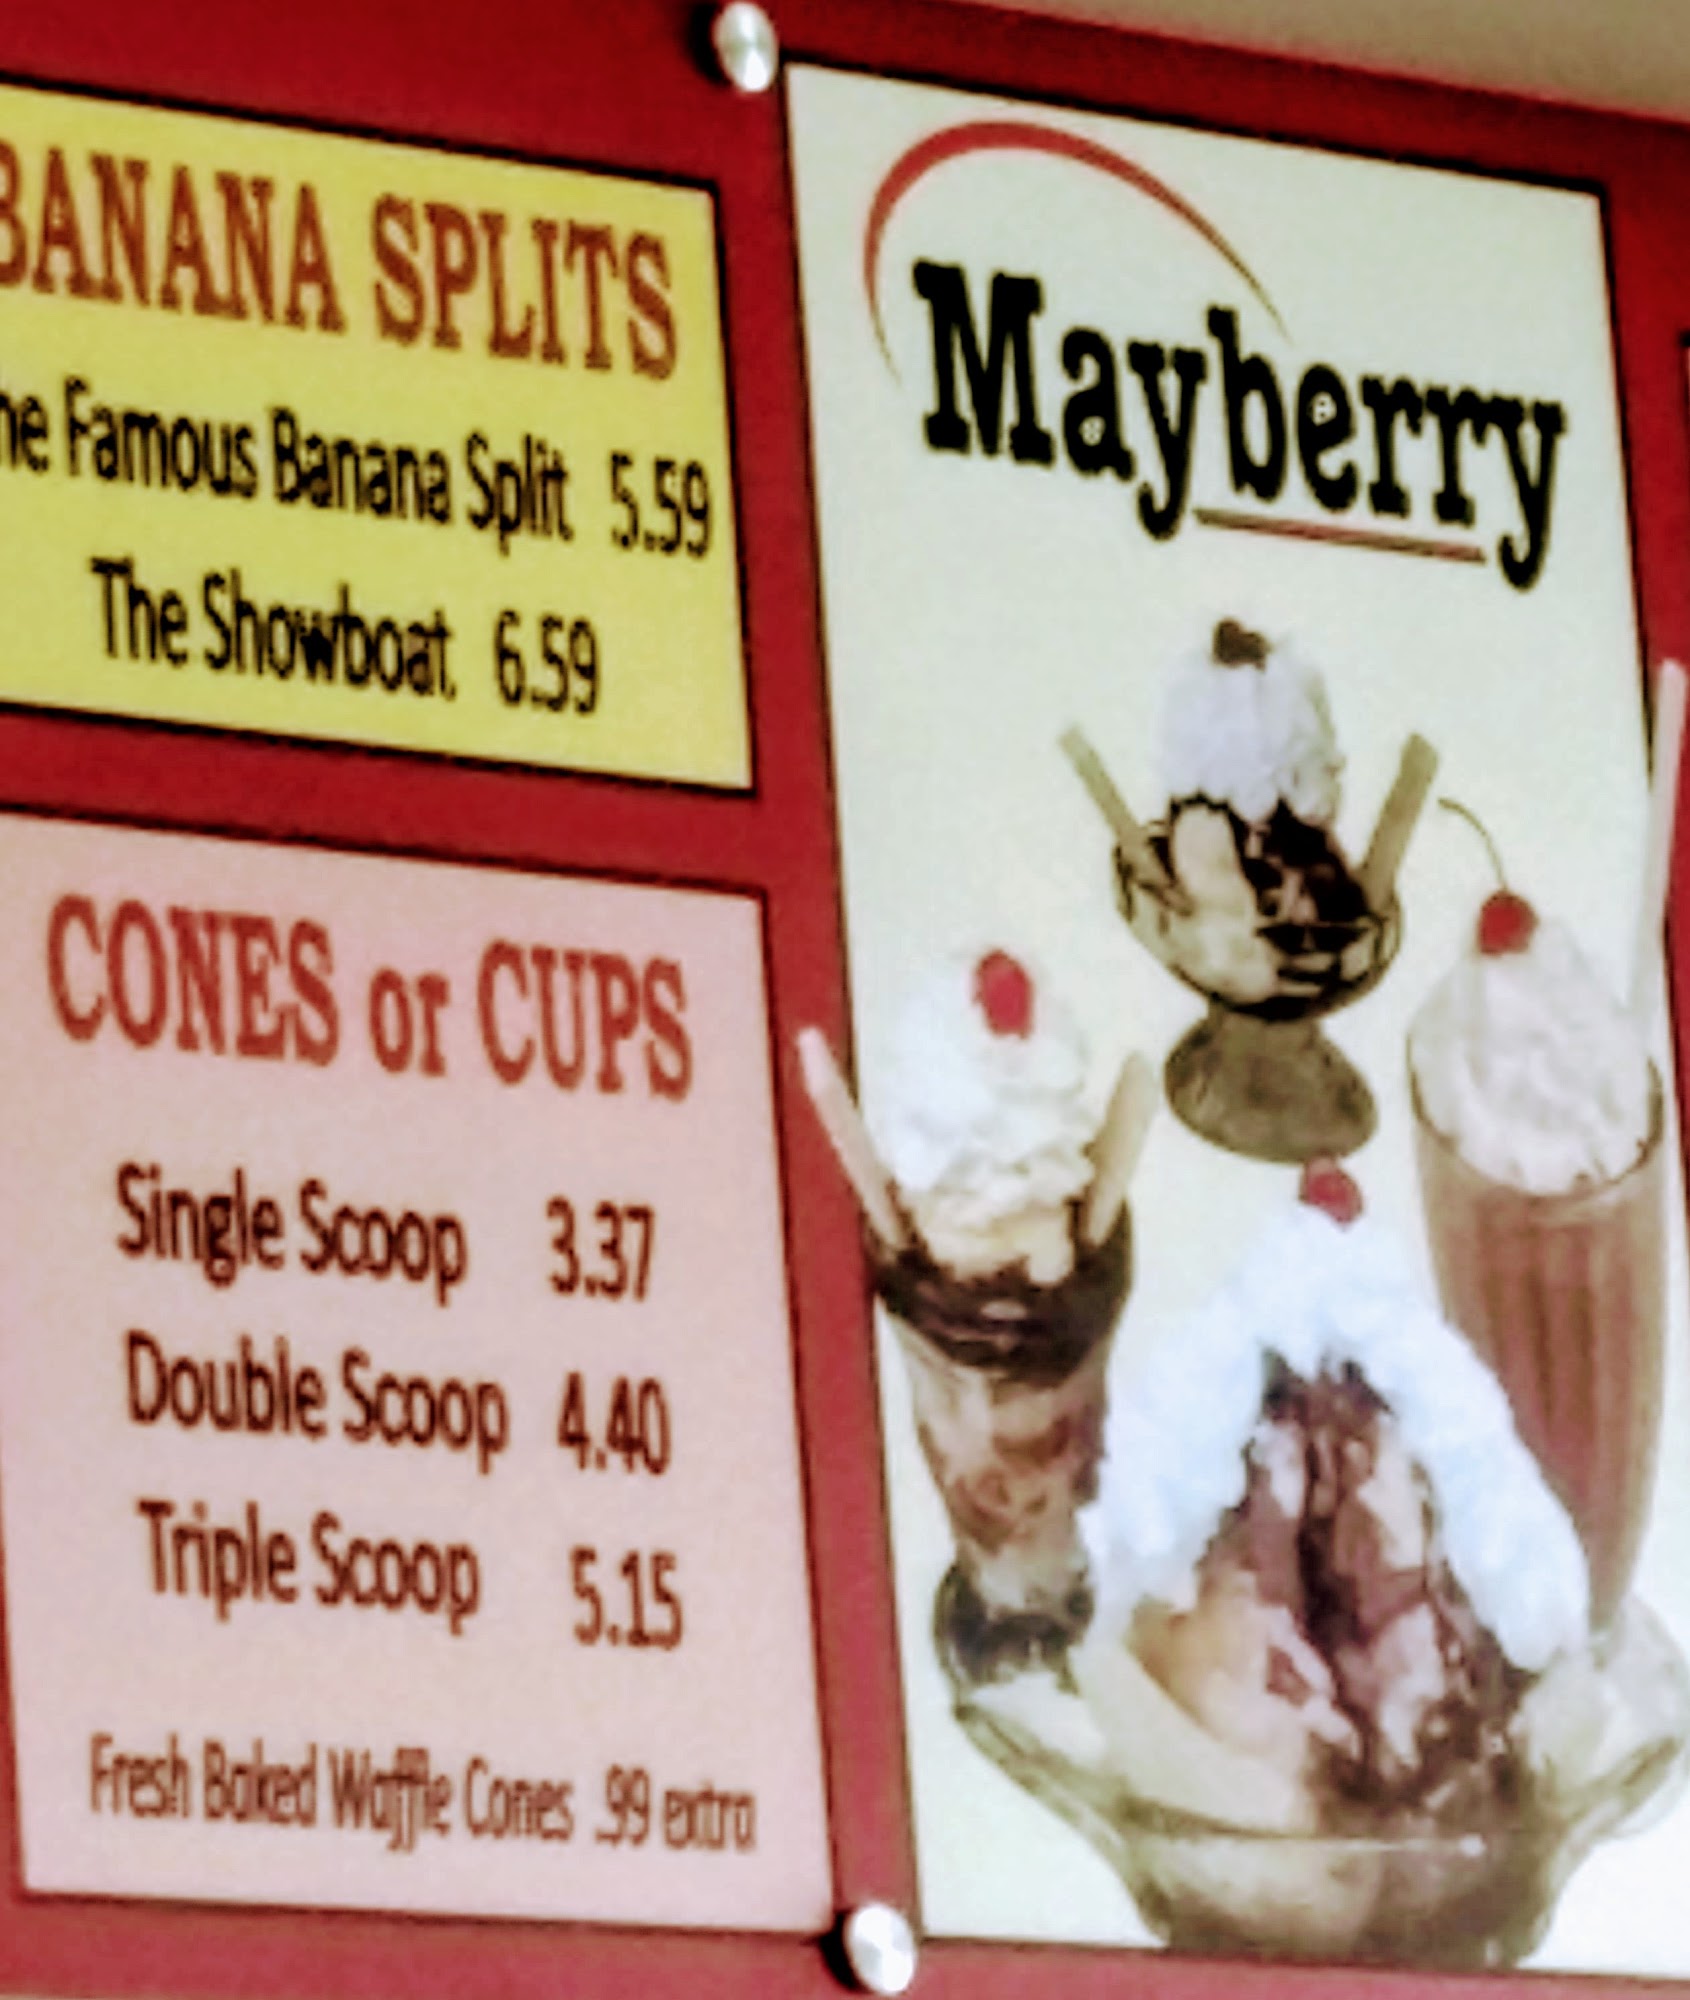 BANANA SPLITS
he Famous Banana Split 5.59
The Showboat 6.59
CONES or CUPS
Single Scoop 3.37
Double Scoop 4.40
Triple Scoop 5.15
Fresh Baked Waffle Cones .99 extra
Mayberry